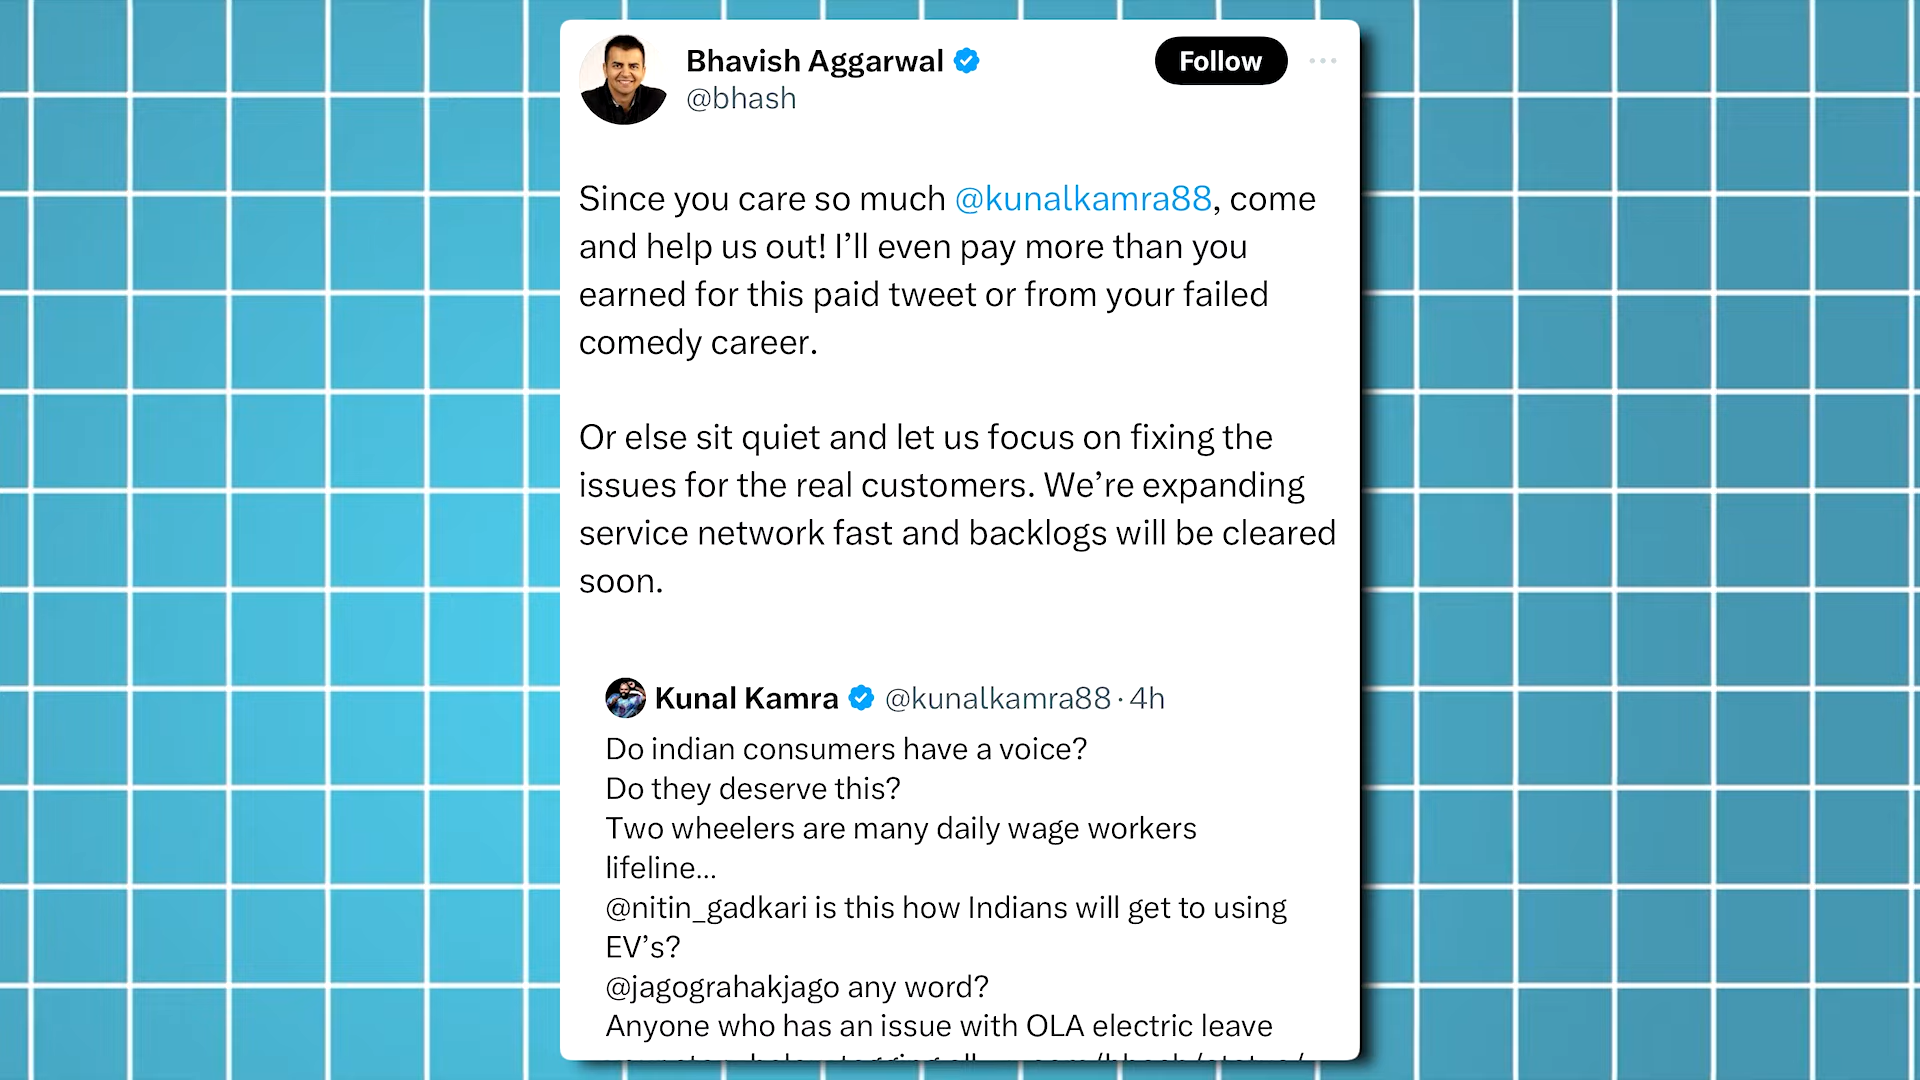 Bhavish Aggarwal
Follow
@bhash
Since you care so much @kunalkamra88, come
and help us out! I’ll even pay more than you
earned for this paid tweet or from your failed
comedy career.
Or else sit quiet and let us focus on fixing the
issues for the real customers. We’re expanding
service network fast and backlogs will be cleared
soon.
Kunal Kamra @kunalkamra88 · 4h
Do indian consumers have a voice?
Do they deserve this?
Two wheelers are many daily wage workers
lifeline...
@nitin_gadkari is this how Indians will get to using
EV’s?
@jagograhakjago any word?
Anyone who has an issue with OLA electric leave